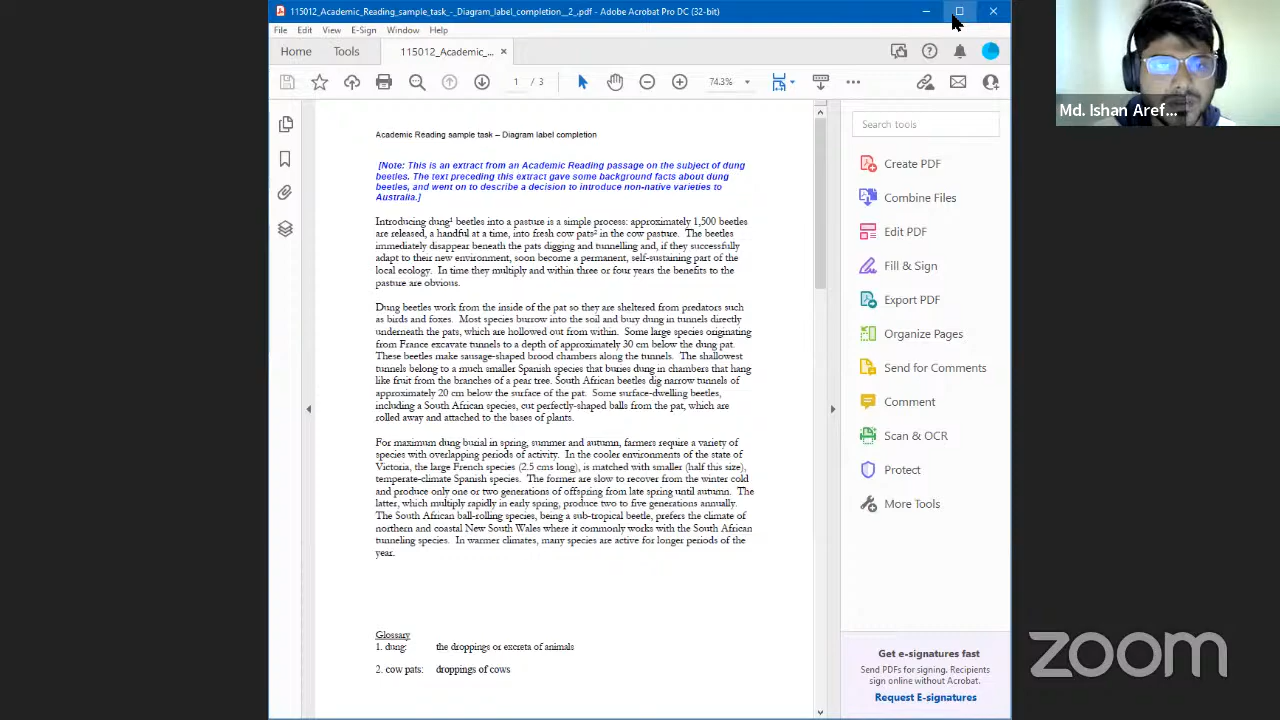 115012_Academic_Reading_sample_task_-_Diagram_label_completion__2_.pdf - Adobe Acrobat Pro DC (32-bit)
File Edit View E-Sign Window Help
Home Tools 115012_Academic_... ×
1 / 3 74.3%
Md. Ishan Aref...
Academic Reading sample task – Diagram label completion
[Note: This is an extract from an Academic Reading passage on the subject of dung
beetles. The text preceding this extract gave some background facts about dung
beetles, and went on to describe a decision to introduce non-native varieties to
Australia.]
Introducing dung¹ beetles into a pasture is a simple process: approximately 1,500 beetles
are released, a handful at a time, into fresh cow pats² in the cow pasture. The beetles
immediately disappear beneath the pats digging and tunnelling and, if they successfully
adapt to their new environment, soon become a permanent, self-sustaining part of the
local ecology. In time they multiply and within three or four years the benefits to the
pasture are obvious.
Dung beetles work from the inside of the pat so they are sheltered from predators such
as birds and foxes. Most species burrow into the soil and bury dung in tunnels directly
underneath the pats, which are hollowed out from within. Some large species originating
from France excavate tunnels to a depth of approximately 30 cm below the dung pat.
These beetles make sausage-shaped brood chambers along the tunnels. The shallowest
tunnels belong to a much smaller Spanish species that buries dung in chambers that hang
like fruit from the branches of a pear tree. South African beetles dig narrow tunnels of
approximately 20 cm below the surface of the pat. Some surface-dwelling beetles,
including a South African species, cut perfectly-shaped balls from the pat, which are
rolled away and attached to the bases of plants.
For maximum dung burial in spring, summer and autumn, farmers require a variety of
species with overlapping periods of activity. In the cooler environments of the state of
Victoria, the large French species (2.5 cms long), is matched with smaller (half this size),
temperate-climate Spanish species. The former are slow to recover from the winter cold
and produce only one or two generations of offspring from late spring until autumn. The
latter, which multiply rapidly in early spring, produce two to five generations annually.
The South African ball-rolling species, being a sub-tropical beetle, prefers the climate of
northern and coastal New South Wales where it commonly works with the South African
tunneling species. In warmer climates, many species are active for longer periods of the
year.
Glossary
1. dung: the droppings or excreta of animals
2. cow pats: droppings of cows
Search tools
Create PDF
Combine Files
Edit PDF
Fill & Sign
Export PDF
Organize Pages
Send for Comments
Comment
Scan & OCR
Protect
More Tools
Get e-signatures fast
Send PDFs for signing. Recipients
sign online without Acrobat.
Request E-signatures
zoom